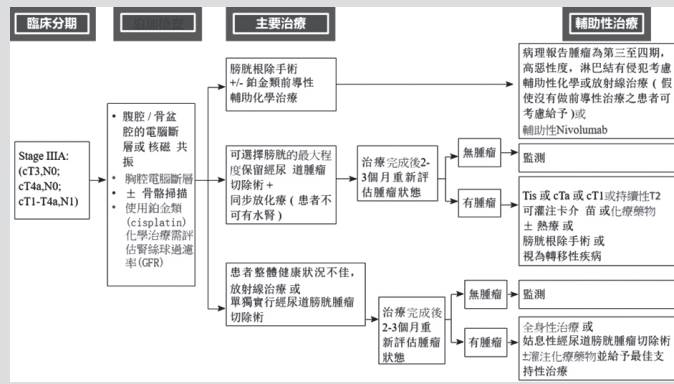 臨床分期
主要治療
輔助性治療
Stage IIIA:
(cT3,N0;
cT4a,N0;
cT1-T4a,N1)
• 腹腔 / 骨盆
腔的電腦斷
層或核磁 共
振
• 胸腔電腦斷層
• ± 骨骼掃描
• 使用鉑金類
(cisplatin)
化學治療需評
估腎絲球過濾
率(GFR)
膀胱根除手術
+/- 鉑金類前導性
輔助化學治療
病理報告腫瘤為第三至四期,
高惡性度, 淋巴結有侵犯考慮
輔助性化學或放射線治療 ( 假
使沒有做前導性治療之患者可
考慮給予)或
輔助性Nivolumab
可選擇膀胱的最大程
度保留經尿 道腫瘤
切除術 +
同步放化療 ( 患者不
可有水腎 )
治療完成後2-
3個月重新評
估腫瘤狀態
無腫瘤
監測
有腫瘤
Tis 或 cTa 或 cT1或持續性T2
可灌注卡介 苗 或化療藥物
± 熱療 或
膀胱根除手術 或
視為轉移性疾病
患者整體健康狀況不佳,
放射線治療 或
單獨實行經尿道膀胱腫瘤
切除術
治療完成後
2-3個月重
新評估腫瘤
狀態
無腫瘤
監測
有腫瘤
全身性治療 或
姑息性經尿道膀胱腫瘤切除術
±灌注化療藥物並給予最佳支
持性治療